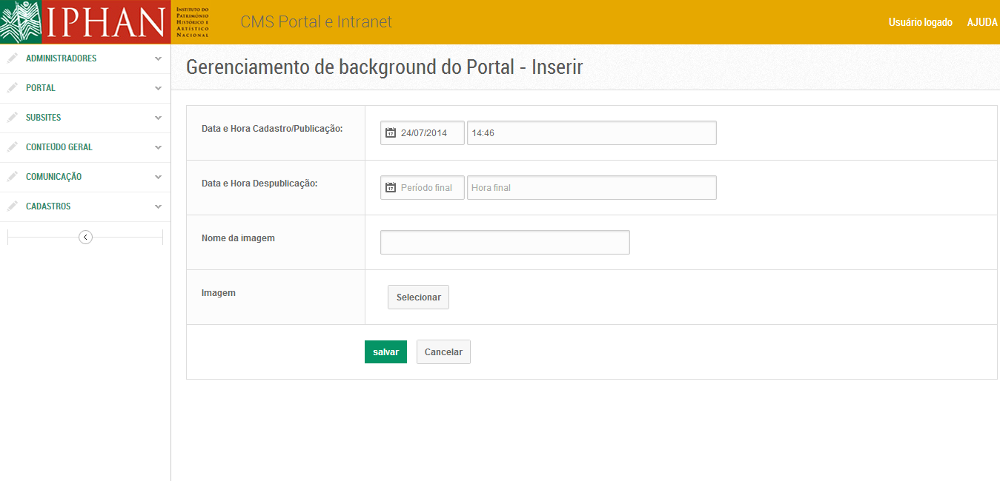 IPHAN
INSTITUTO DO
PATRIMÔNIO
HISTÓRICO E
ARTÍSTICO
NACIONAL
CMS Portal e Intranet
Usuário logado
AJUDA
ADMINISTRADORES
PORTAL
SUBSITES
CONTEÚDO GERAL
COMUNICAÇÃO
CADASTROS
Gerenciamento de background do Portal - Inserir
Data e Hora Cadastro/Publicação:
17 24/07/2014 14:46
Data e Hora Despublicação:
17 Período final Hora final
Nome da imagem
Imagem
Selecionar
salvar Cancelar